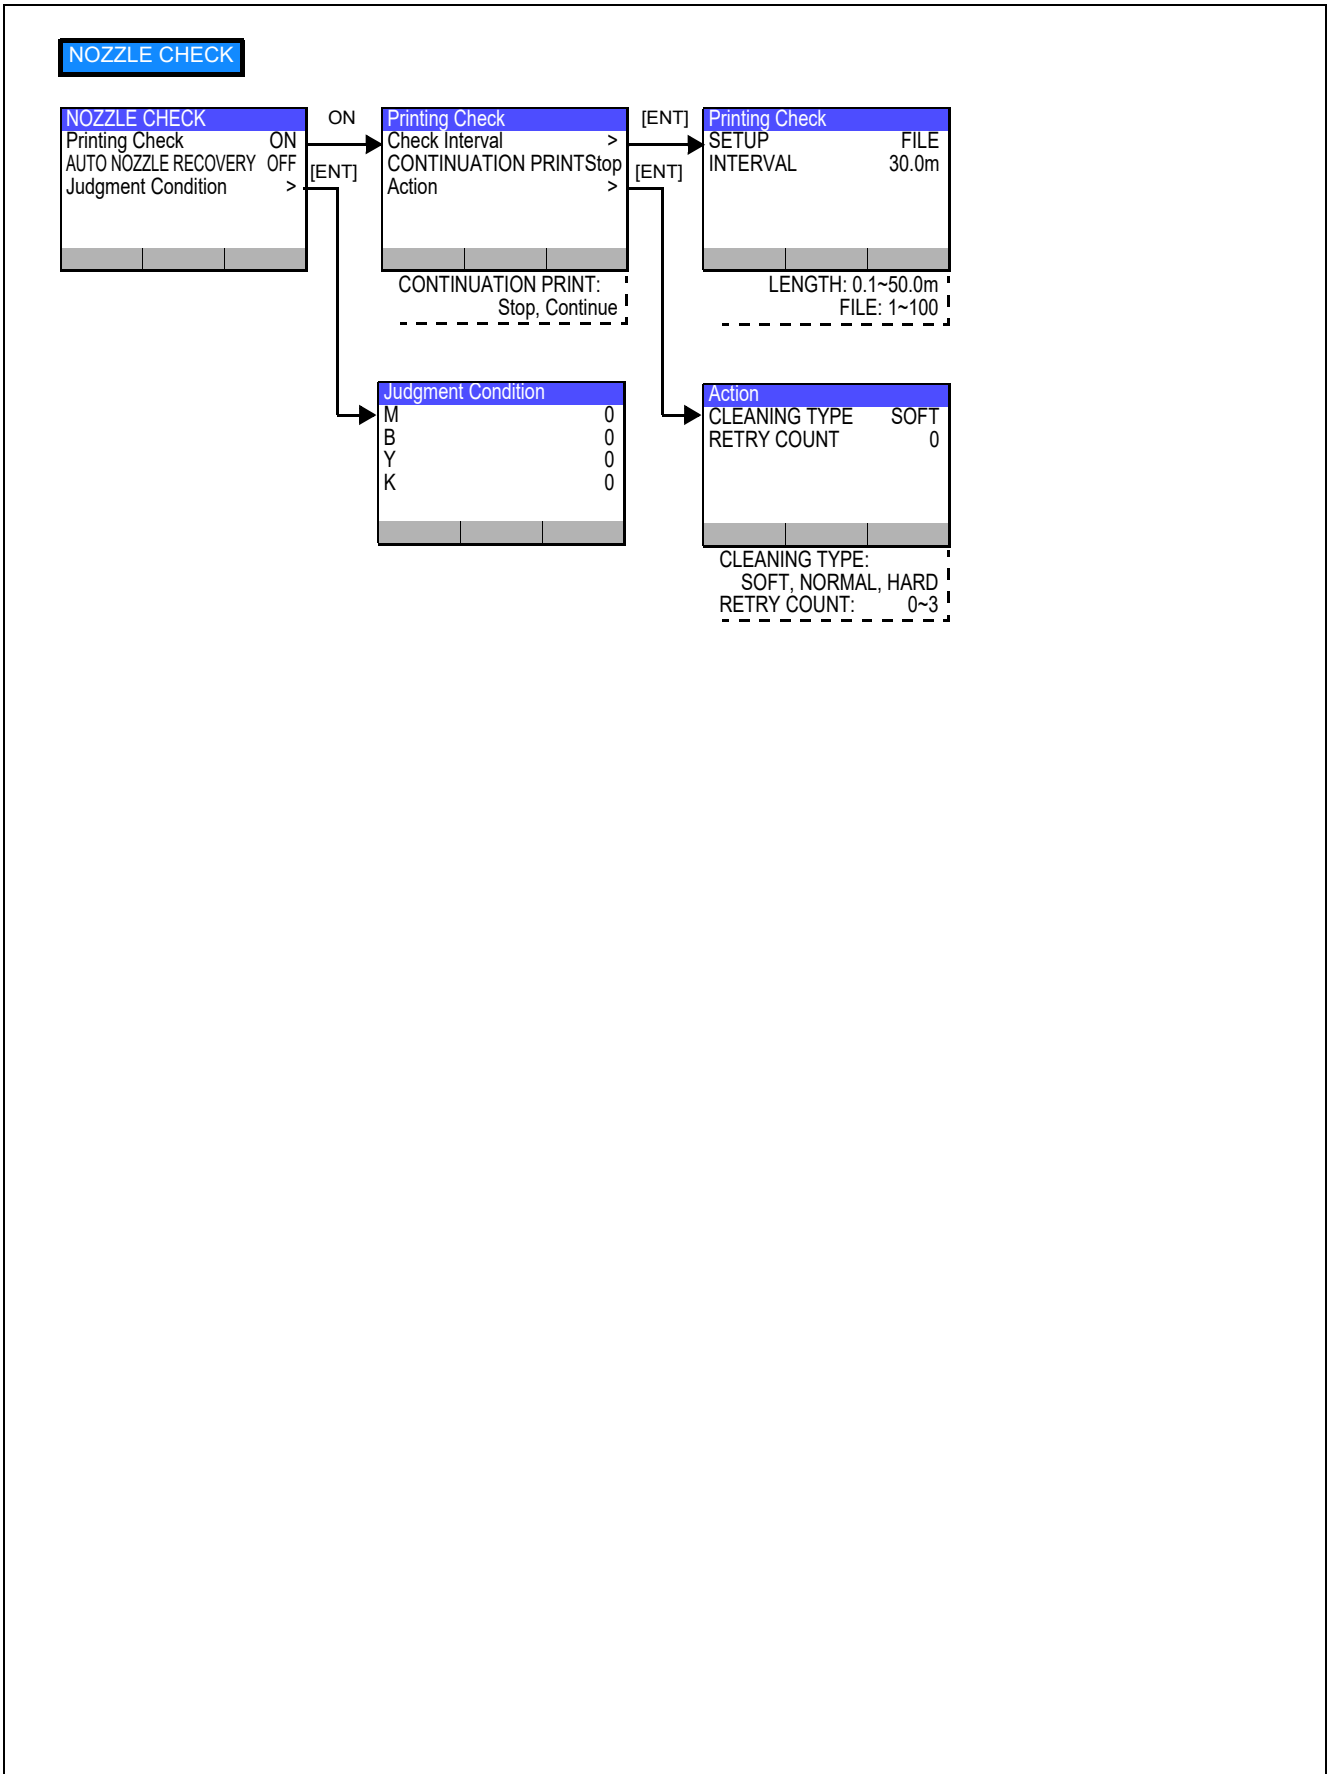 NOZZLE CHECK
NOZZLE CHECK
Printing Check ON
AUTO NOZZLE RECOVERY OFF
Judgment Condition >
ON
[ENT]
Printing Check
Check Interval >
CONTINUATION PRINTStop
Action >
CONTINUATION PRINT:
Stop, Continue
[ENT]
[ENT]
Printing Check
SETUP FILE
INTERVAL 30.0m
LENGTH: 0.1~50.0m
FILE: 1~100
Judgment Condition
M 0
B 0
Y 0
K 0
Action
CLEANING TYPE SOFT
RETRY COUNT 0
CLEANING TYPE:
SOFT, NORMAL, HARD
RETRY COUNT: 0~3